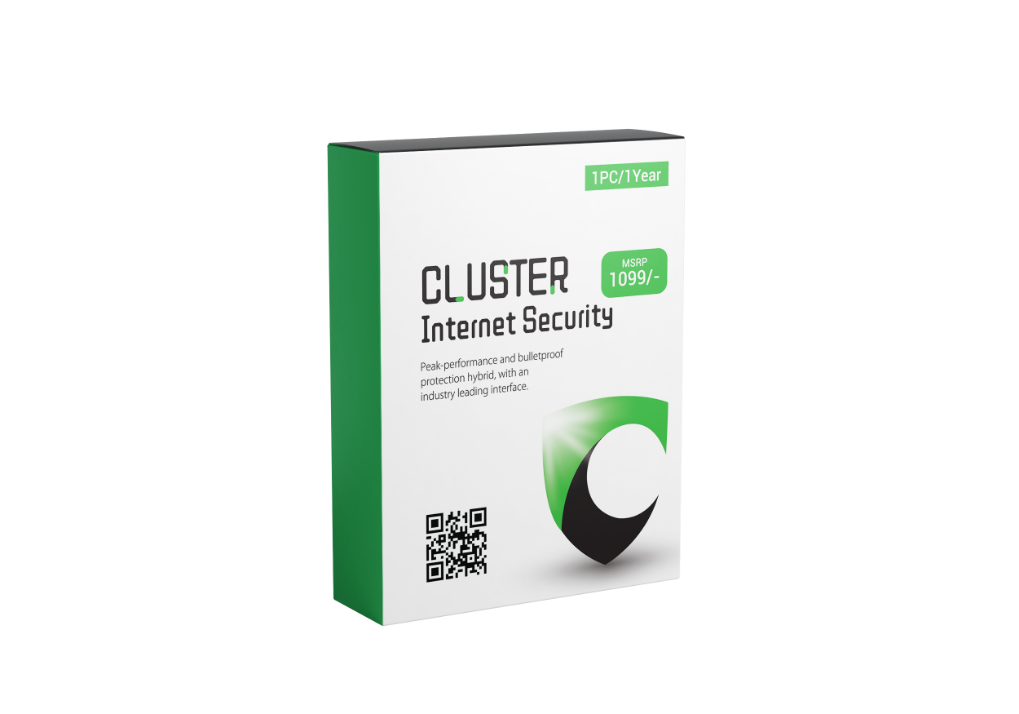 1PC/1Year
MSRP
1099/-
CLUSTER
Internet Security
Peak-performance and bulletproof
protection hybrid, with an
industry leading interface.